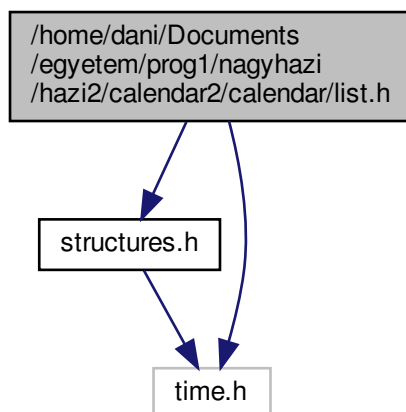 /home/dani/Documents
/egyetem/prog1/nagyhazi
/hazi2/calendar2/calendar/list.h
structures.h
time.h